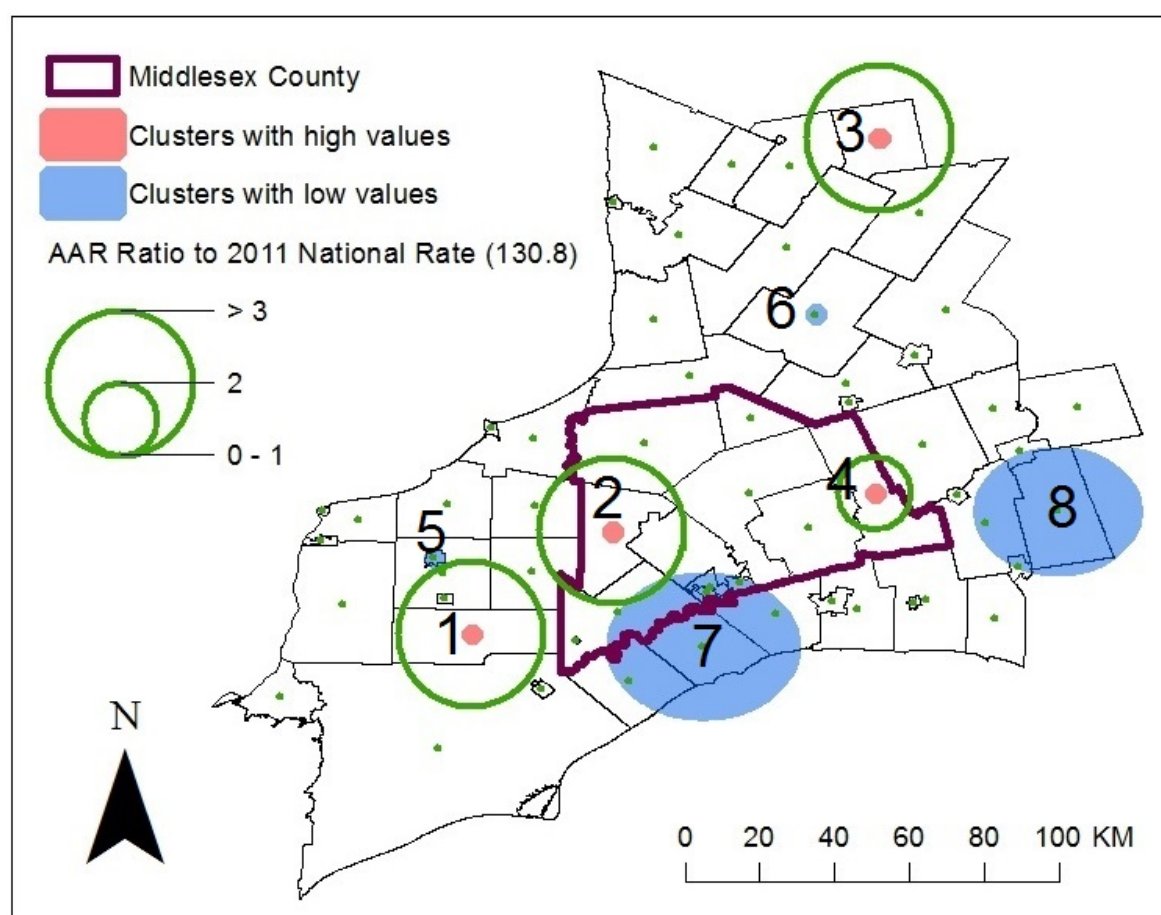 Middlesex County
Clusters with high values
Clusters with low values
AAR Ratio to 2011 National Rate (130.8)
> 3
2
0 - 1
3
6
4
2
8
5
1
7
N
0 20 40 60 80 100 KM